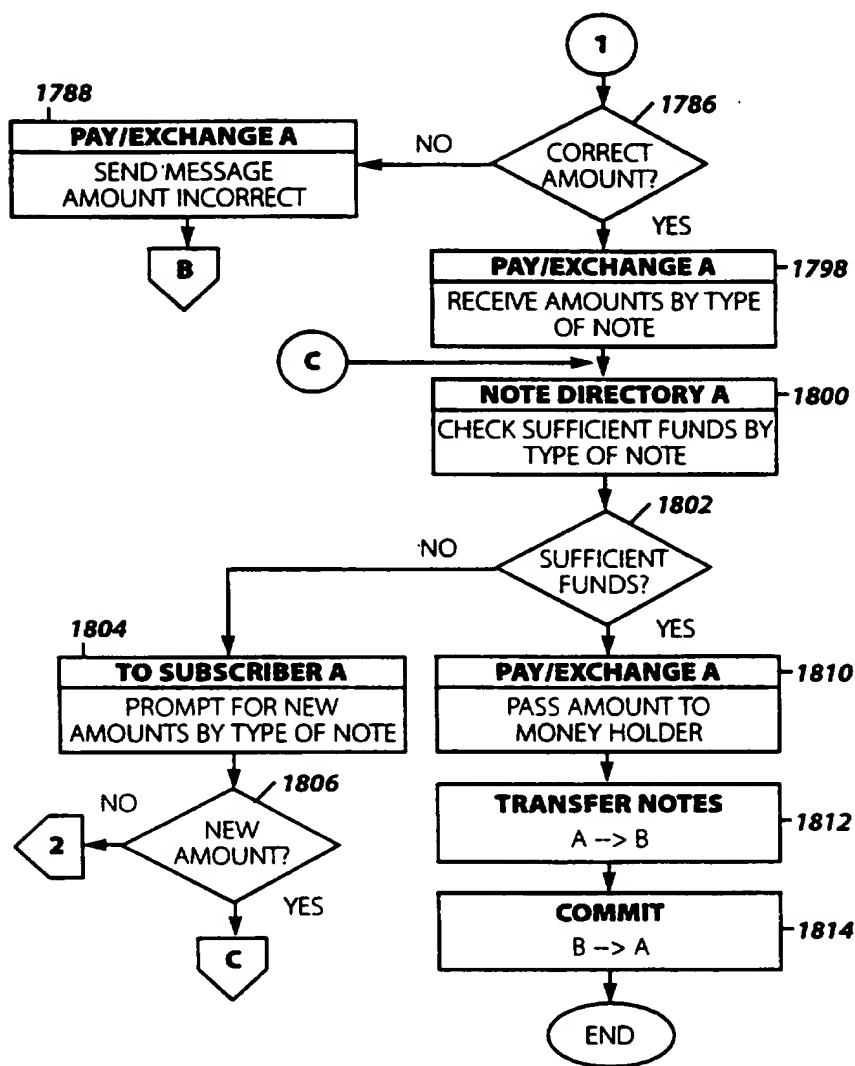 1
1786
1788
PAY/EXCHANGE A
NO
CORRECT
AMOUNT?
SEND MESSAGE
AMOUNT INCORRECT
YES
B
PAY/EXCHANGE A
1798
RECEIVE AMOUNTS BY TYPE
OF NOTE
C
NOTE DIRECTORY A
1800
CHECK SUFFICIENT FUNDS BY
TYPE OF NOTE
1802
NO
SUFFICIENT
FUNDS?
YES
1804
TO SUBSCRIBER A
PROMPT FOR NEW
AMOUNTS BY TYPE OF NOTE
PAY/EXCHANGE A
1810
PASS AMOUNT TO
MONEY HOLDER
1806
NO
2
NEW
AMOUNT?
YES
C
TRANSFER NOTES
1812
A --> B
COMMIT
1814
B --> A
END